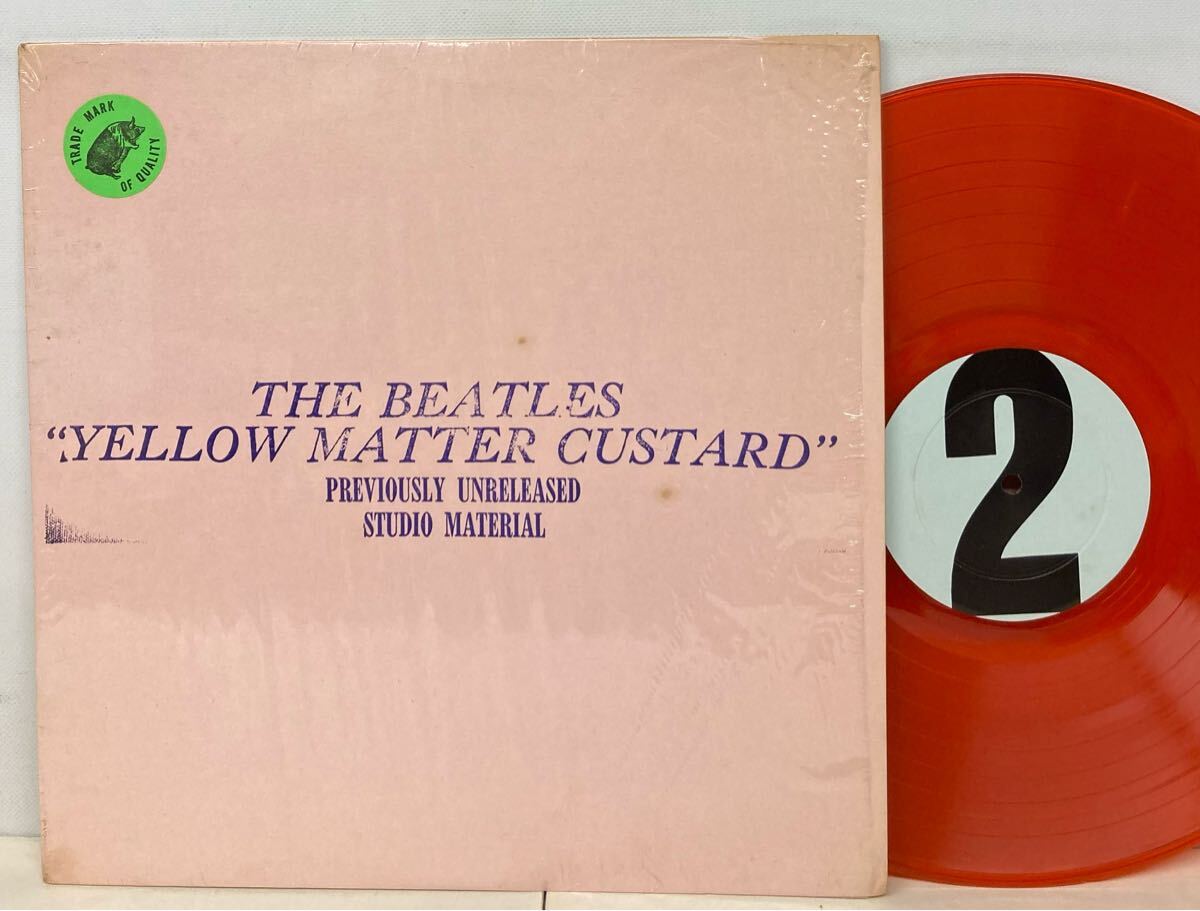 TRADE MARK
OF QUALITY
THE BEATLES
“YELLOW MATTER CUSTARD”
PREVIOUSLY UNRELEASED
STUDIO MATERIAL
2